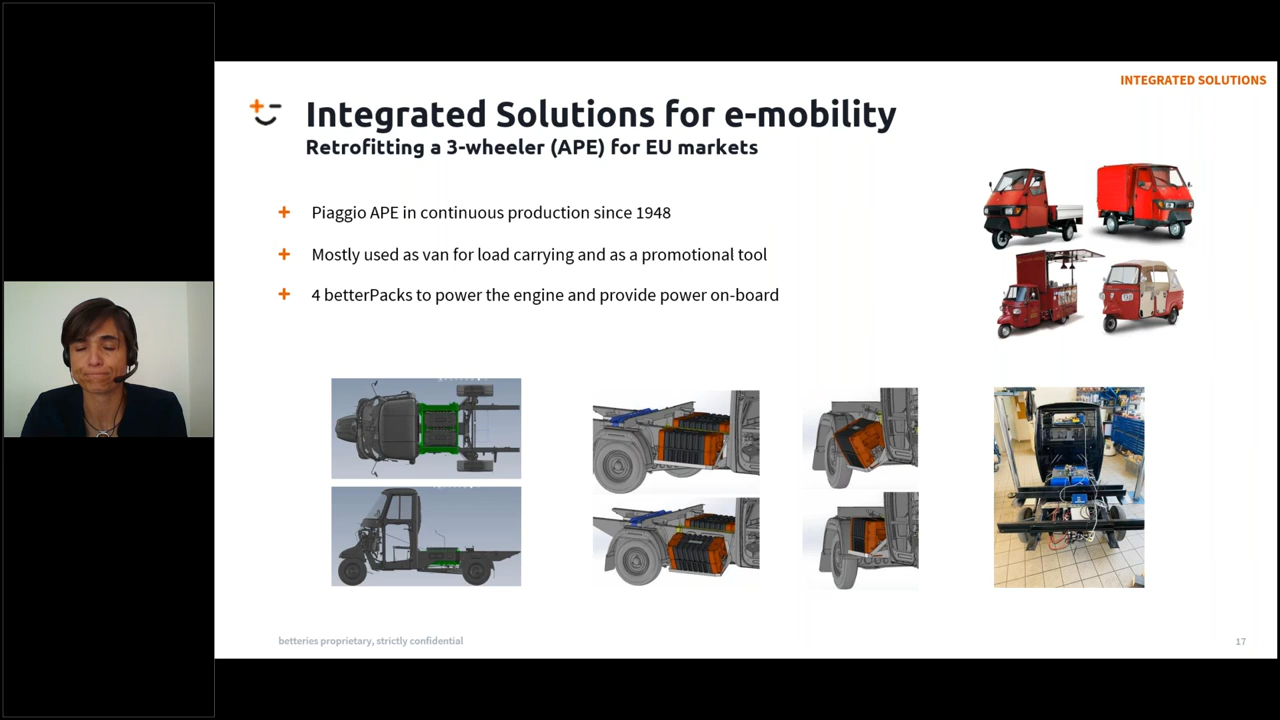 INTEGRATED SOLUTIONS
Integrated Solutions for e-mobility
Retrofitting a 3-wheeler (APE) for EU markets
+ Piaggio APE in continuous production since 1948
+ Mostly used as van for load carrying and as a promotional tool
+ 4 betterPacks to power the engine and provide power on-board
betteries proprietary, strictly confidential
17